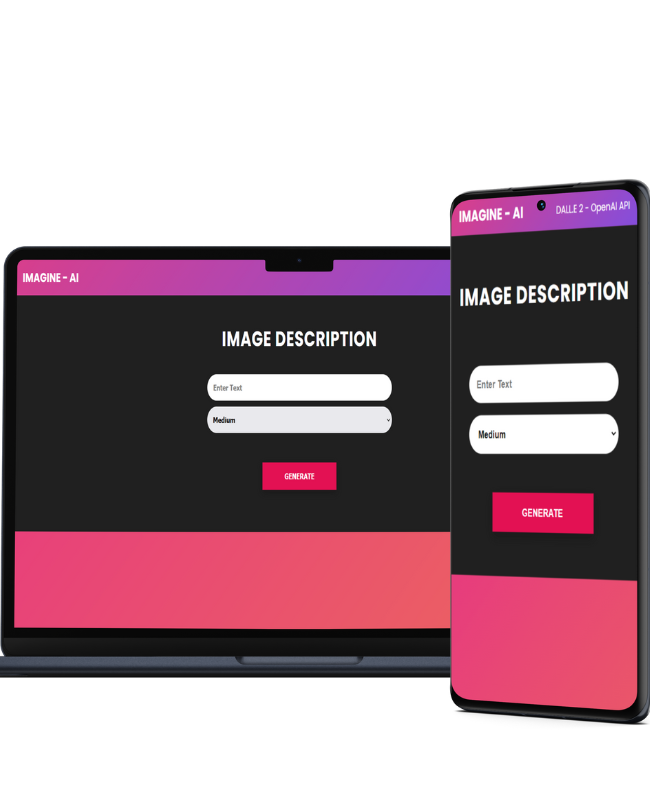 IMAGINE - AI
IMAGE DESCRIPTION
Enter Text
Medium
GENERATE
IMAGINE - AI
DALLE 2 - OpenAI API
IMAGE DESCRIPTION
Enter Text
Medium
GENERATE